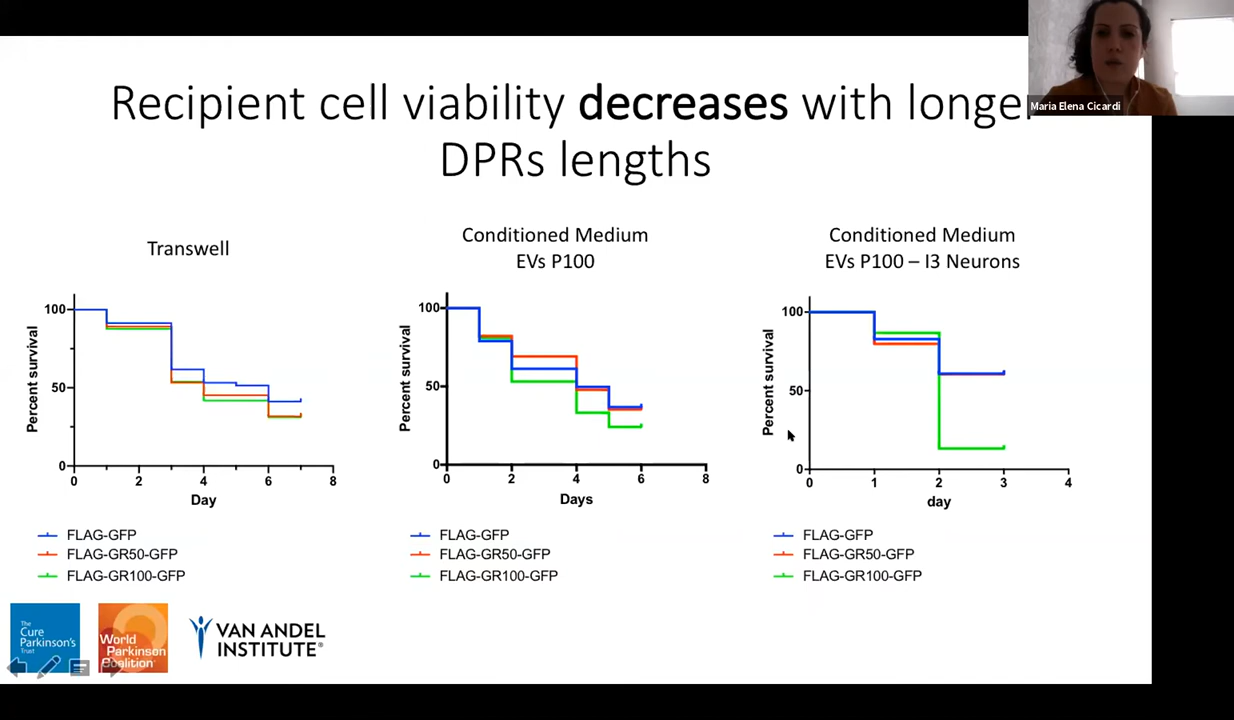 Recipient cell viability decreases with longer
DPRs lengths
Maria Elena Cicardi
Transwell
100
50
0
0 2 4 6 8
Percent survival
Day
FLAG-GFP
FLAG-GR50-GFP
FLAG-GR100-GFP
Conditioned Medium
EVs P100
100
50
0
0 2 4 6 8
Percent survival
Days
FLAG-GFP
FLAG-GR50-GFP
FLAG-GR100-GFP
Conditioned Medium
EVs P100 – I3 Neurons
100
50
0
0 1 2 3 4
Percent survival
day
FLAG-GFP
FLAG-GR50-GFP
FLAG-GR100-GFP
The
Cure
Parkinson's
Trust
World
Parkinson
Coalition
VAN ANDEL
INSTITUTE®